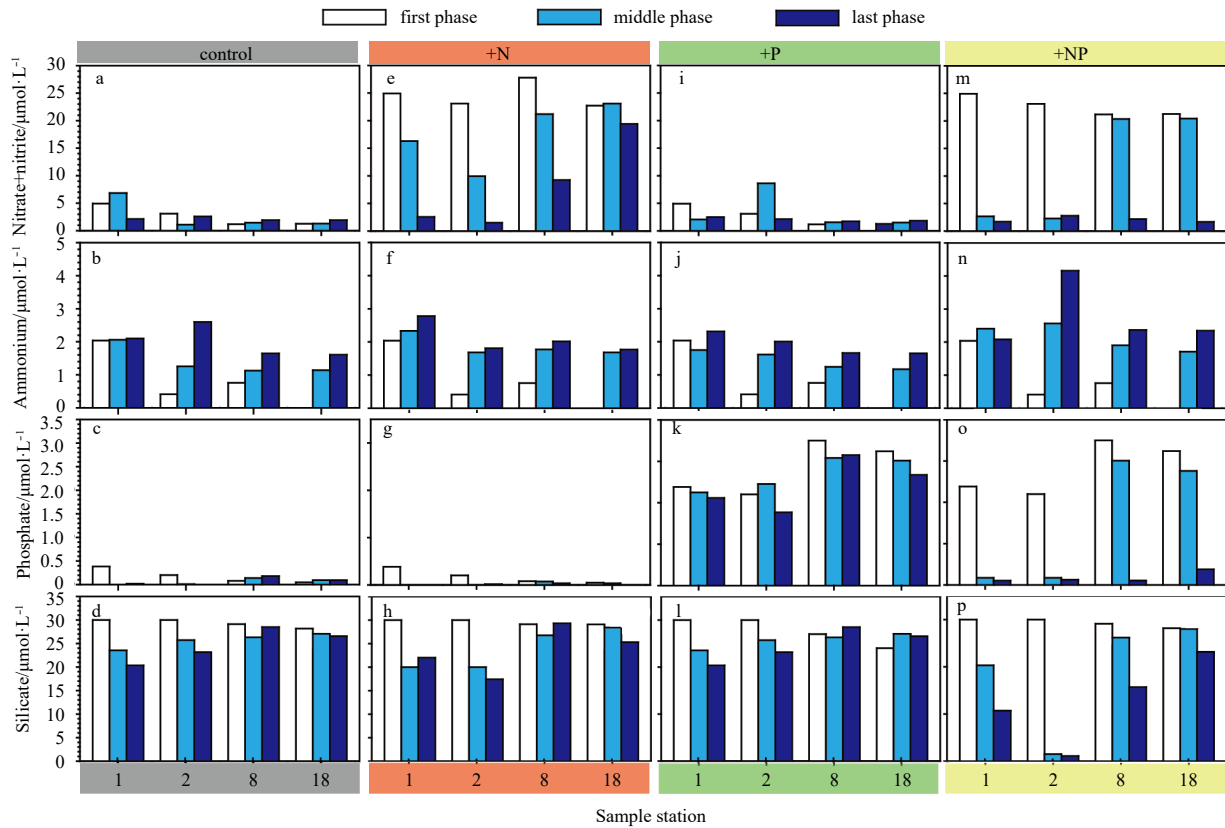 first phase middle phase last phase
control +N +P +NP
Nitrate+nitrite/μmol·L⁻¹
30
25
20
15
10
5
0
a e i m
Ammonium/μmol·L⁻¹
5
4
3
2
1
0
b f j n
Phosphate/μmol·L⁻¹
3.5
3.0
2.5
2.0
1.5
1.0
0.5
0
c g k o
Silicate/μmol·L⁻¹
35
30
25
20
15
10
5
0
d h l p
1 2 8 18 1 2 8 18 1 2 8 18 1 2 8 18
Sample station